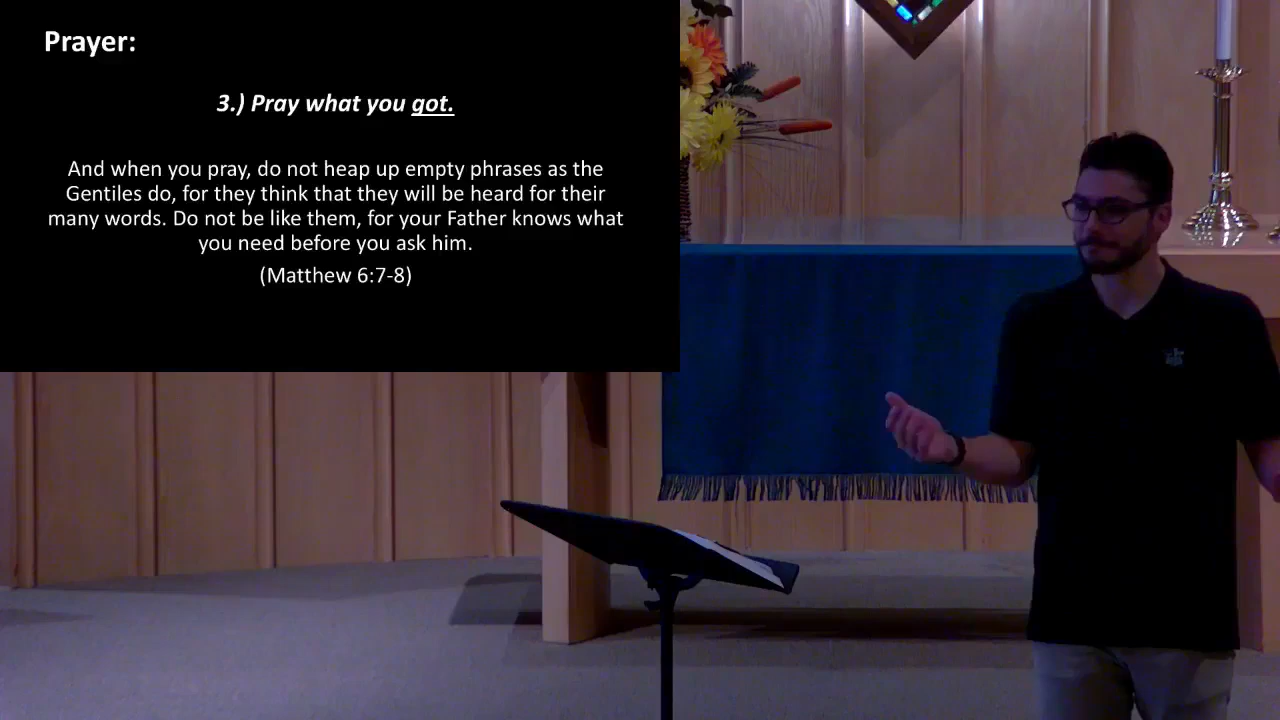 Prayer:
3.) Pray what you got.
And when you pray, do not heap up empty phrases as the
Gentiles do, for they think that they will be heard for their
many words. Do not be like them, for your Father knows what
you need before you ask him.
(Matthew 6:7-8)